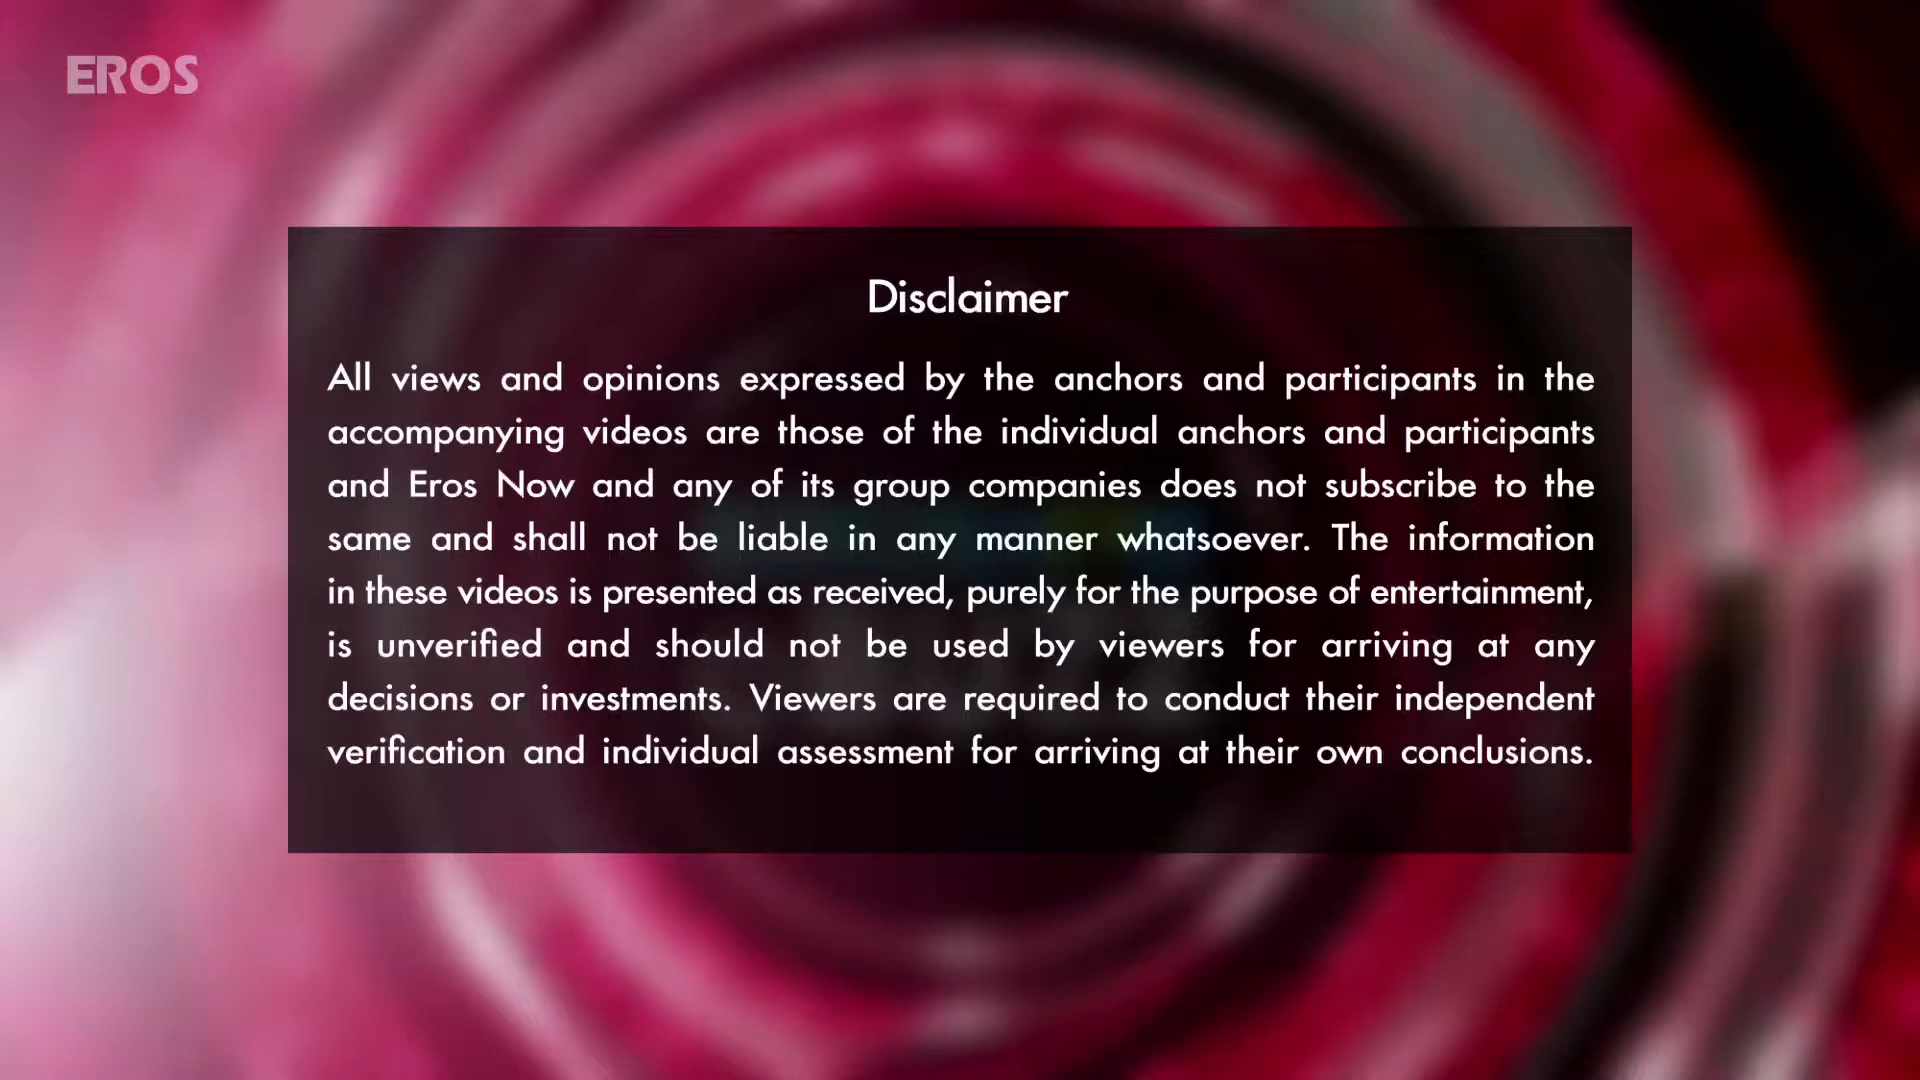 EROS
Disclaimer
All views and opinions expressed by the anchors and participants in the
accompanying videos are those of the individual anchors and participants
and Eros Now and any of its group companies does not subscribe to the
same and shall not be liable in any manner whatsoever. The information
in these videos is presented as received, purely for the purpose of entertainment,
is unverified and should not be used by viewers for arriving at any
decisions or investments. Viewers are required to conduct their independent
verification and individual assessment for arriving at their own conclusions.